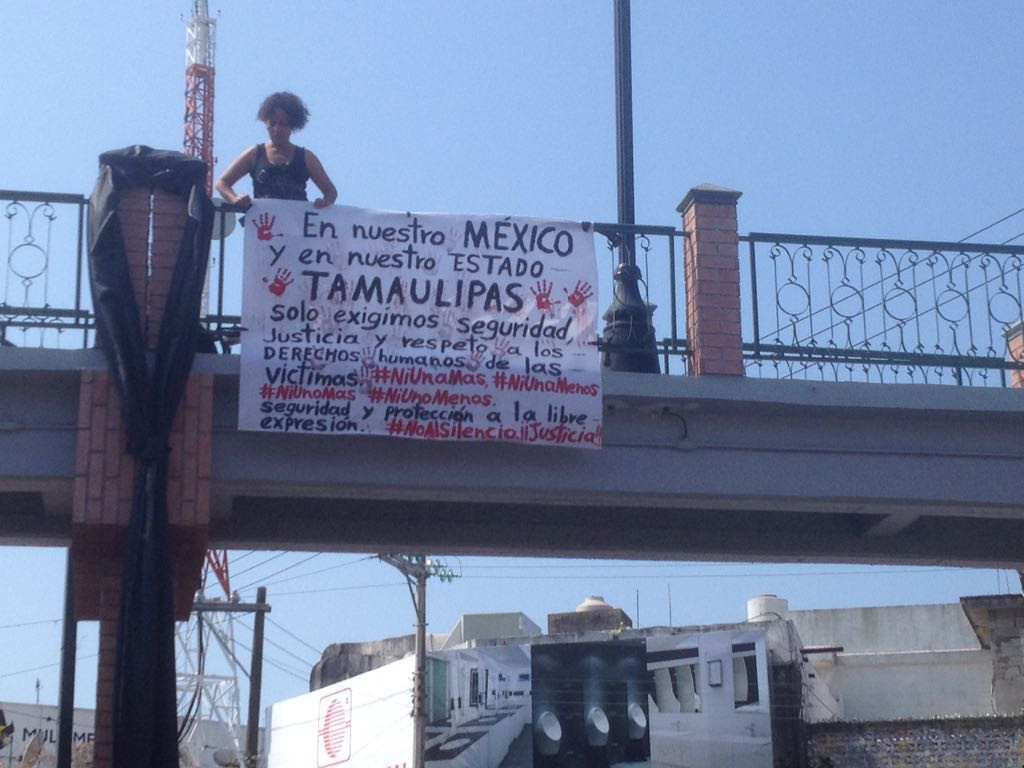 En nuestro MÉXICO
y en nuestro ESTADO
TAMAULIPAS
solo exigimos seguridad,
Justicia y respeto a los
DERECHOS humanos de las
víctimas. #NiUnaMas, #NiUnaMenos
#NiUnoMas #NiUnoMenos.
seguridad y protección a la libre
expresión. #NoAlSilencio.¡¡Justicia!!